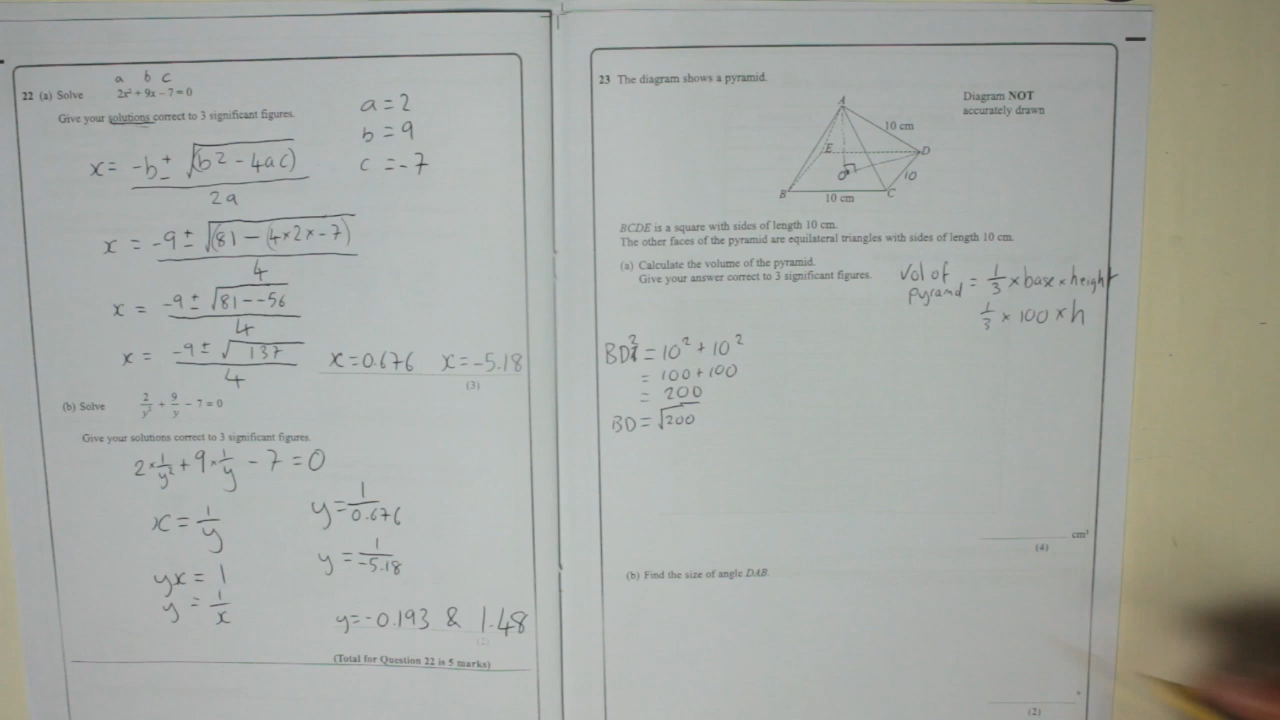 a b c
22 (a) Solve 2x² + 9x − 7 = 0
Give your solutions correct to 3 significant figures.
a = 2
b = 9
c = -7
x = -b ± √(b² - 4ac)
2a
x = -9 ± √(81 - (4×2×-7)
4
x = -9 ± √81--56
4
x = -9 ± √137
4
x = 0.676 x = -5.18
(3)
(b) Solve 2/y² + 9/y − 7 = 0
Give your solutions correct to 3 significant figures.
2 × 1/y² + 9 × 1/y - 7 = 0
x = 1/y
yx = 1
y = 1/x
y = 1/0.676
y = 1/-5.18
y = -0.193 & 1.48
(2)
(Total for Question 22 is 5 marks)
23 The diagram shows a pyramid.
Diagram NOT
accurately drawn
A
10 cm
E
D
O
10
B
C
10 cm
BCDE is a square with sides of length 10 cm.
The other faces of the pyramid are equilateral triangles with sides of length 10 cm.
(a) Calculate the volume of the pyramid.
Give your answer correct to 3 significant figures.
Vol of pyramd = 1/3 × base × height
1/3 × 100 × h
BD² = 10² + 10²
= 100 + 100
= 200
BD = √200
cm³
(4)
(b) Find the size of angle DAB.
°
(2)